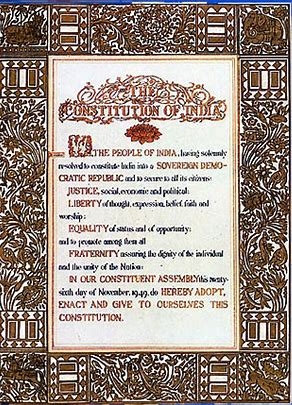 THE
CONSTITUTION OF INDIA
WE, THE PEOPLE OF INDIA, having solemnly
resolved to constitute India into a SOVEREIGN DEMO-
CRATIC REPUBLIC and to secure to all its citizens:
JUSTICE, social, economic and political;
LIBERTY of thought, expression, belief, faith and
worship;
EQUALITY of status and of opportunity;
and to promote among them all
FRATERNITY assuring the dignity of the individual
and the unity of the Nation;
IN OUR CONSTITUENT ASSEMBLY this twenty-
sixth day of November, 1949, do HEREBY ADOPT,
ENACT AND GIVE TO OURSELVES THIS
CONSTITUTION.